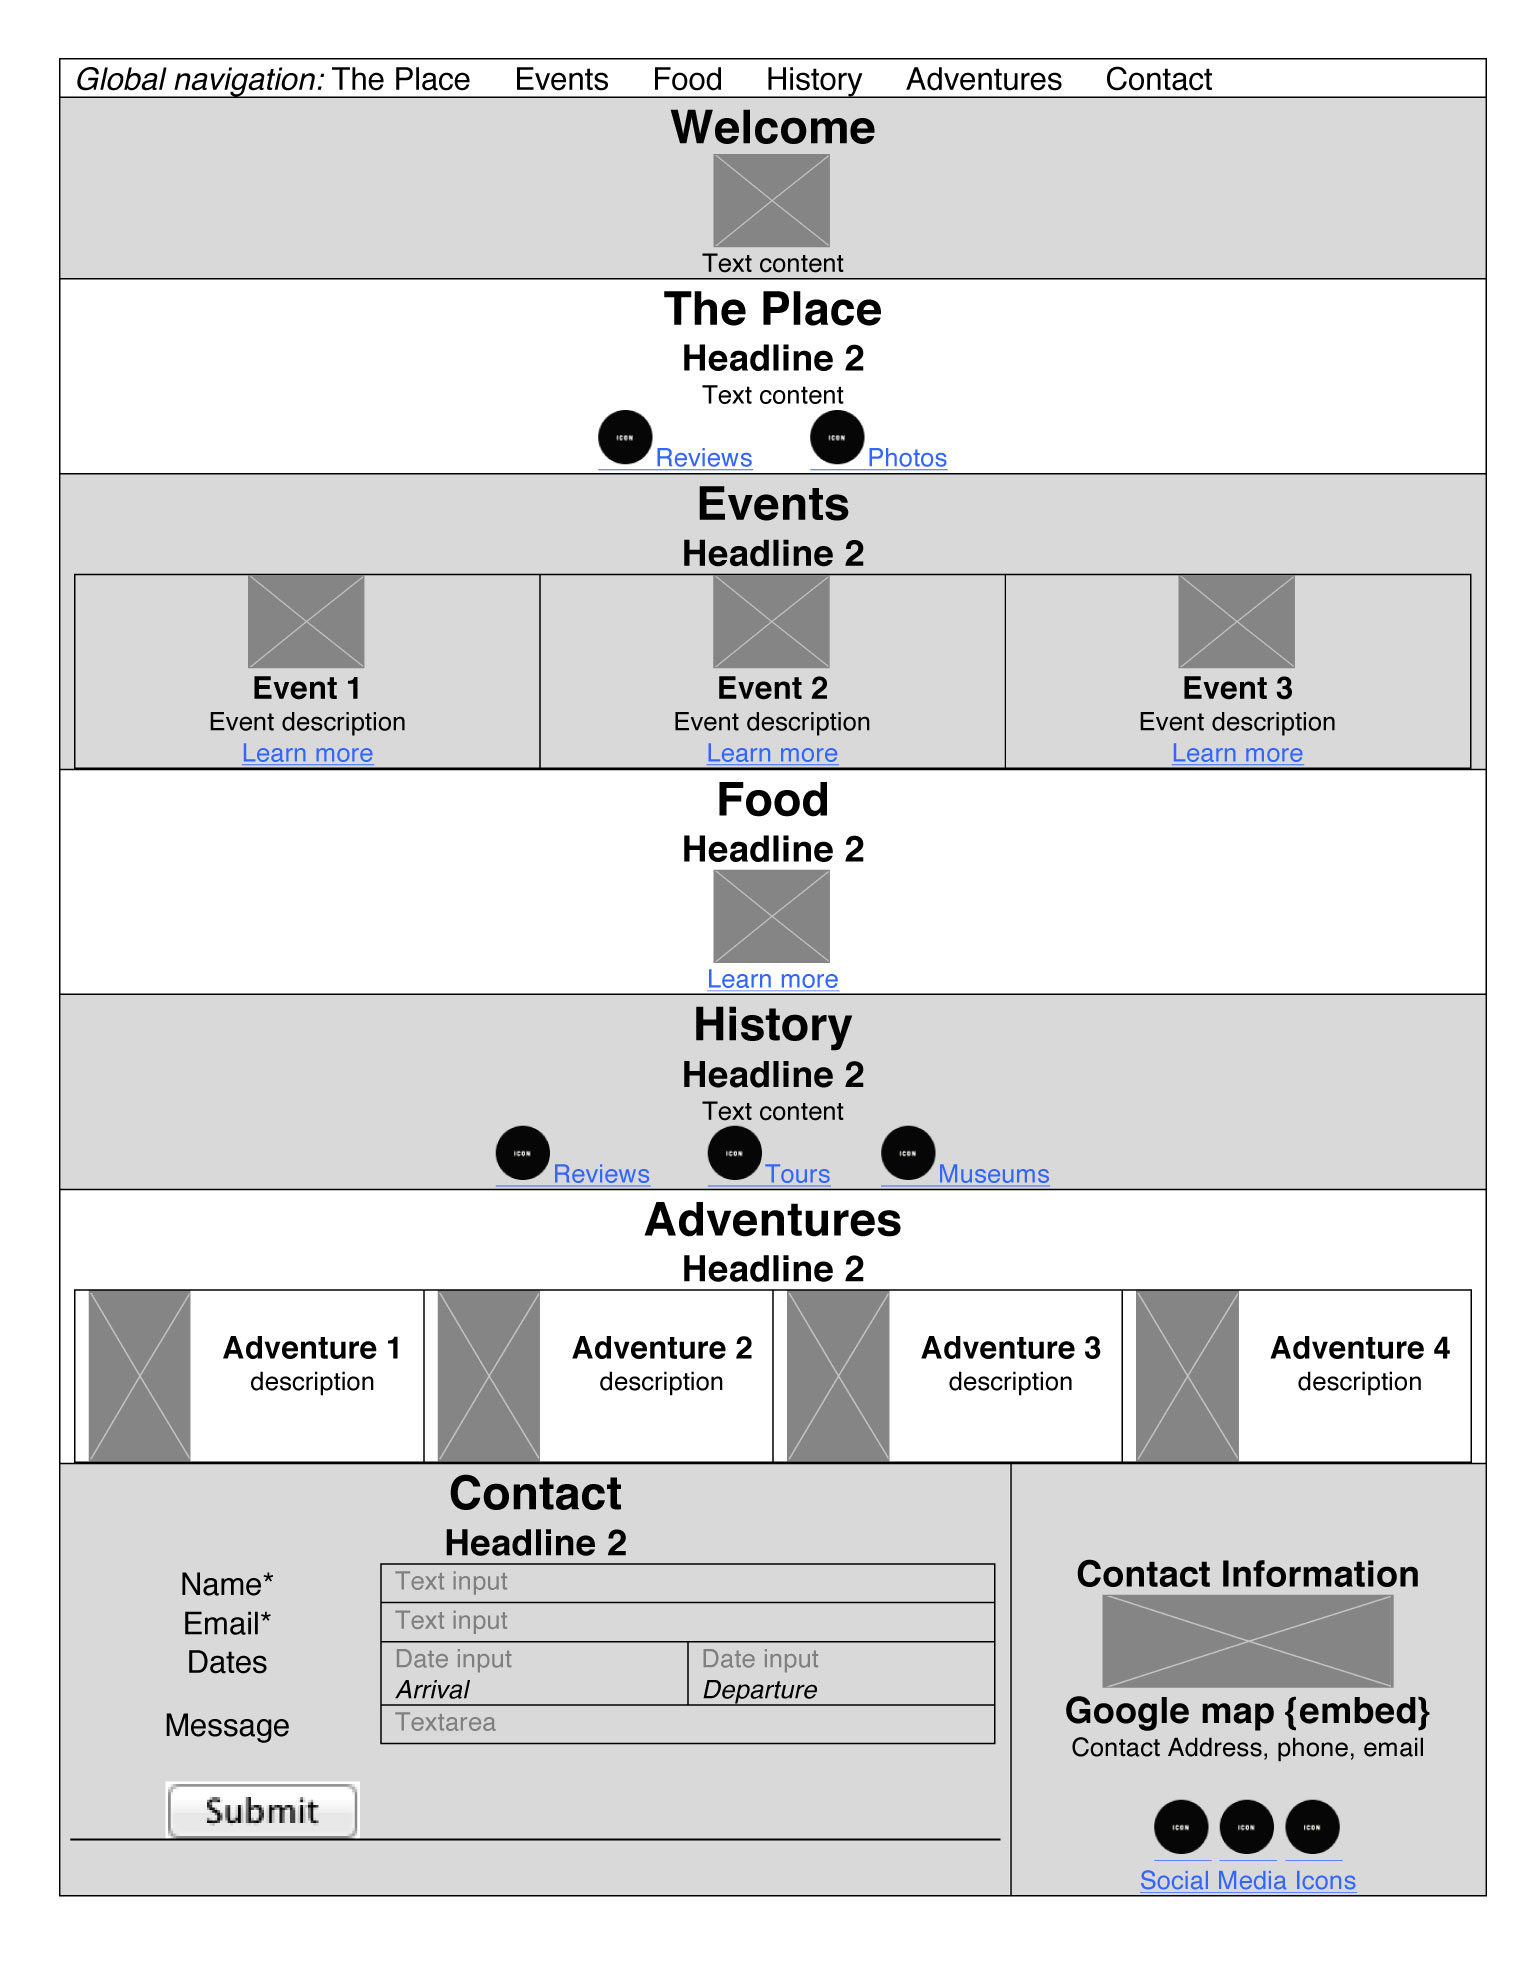 Global navigation: The Place Events Food History Adventures Contact
Welcome
Text content
The Place
Headline 2
Text content
ICON Reviews ICON Photos
Events
Headline 2
Event 1 Event 2 Event 3
Event description Event description Event description
Learn more Learn more Learn more
Food
Headline 2
Learn more
History
Headline 2
Text content
ICON Reviews ICON Tours ICON Museums
Adventures
Headline 2
Adventure 1 Adventure 2 Adventure 3 Adventure 4
description description description description
Contact
Headline 2
Name* Text input
Email* Text input
Dates Date input Date input
Arrival Departure
Message Textarea
Submit
Contact Information
Google map {embed}
Contact Address, phone, email
ICON ICON ICON
Social Media Icons